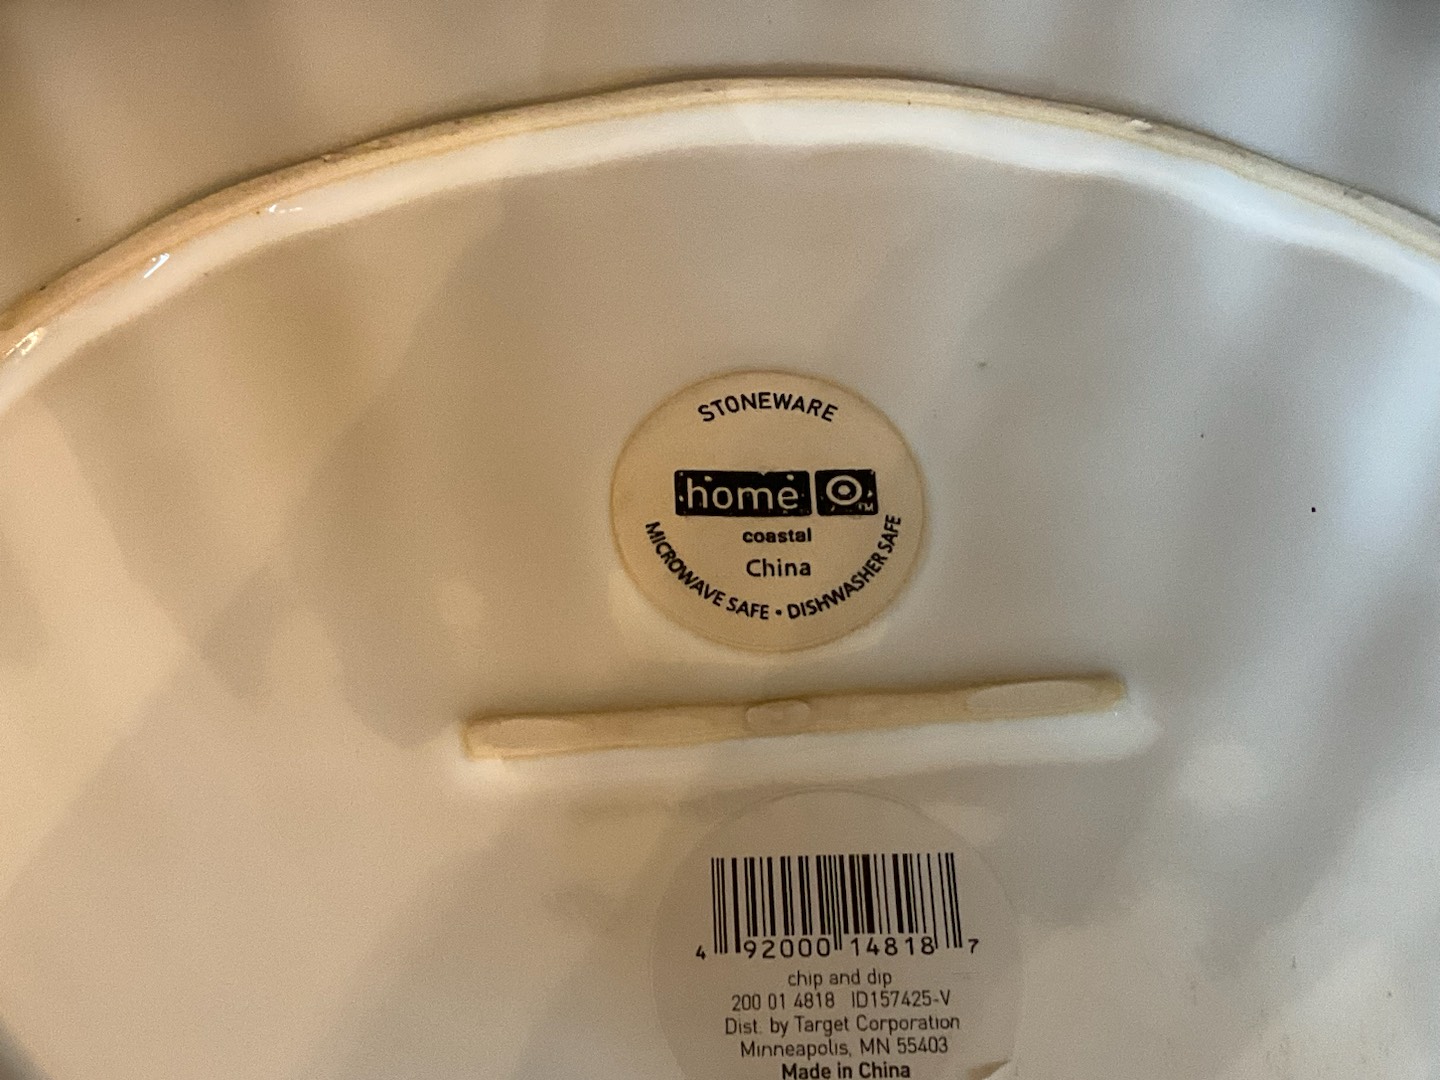 STONEWARE
home TM
coastal
China
MICROWAVE SAFE • DISHWASHER SAFE
4 92000 14818 7
chip and dip
200 01 4818 ID157425-V
Dist. by Target Corporation
Minneapolis, MN 55403
Made in China